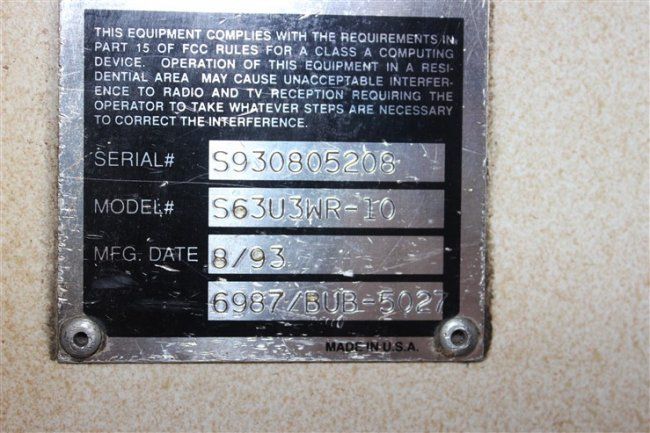 THIS EQUIPMENT COMPLIES WITH THE REQUIREMENTS IN
PART 15 OF FCC RULES FOR A CLASS A COMPUTING
DEVICE. OPERATION OF THIS EQUIPMENT IN A RESI-
DENTIAL AREA MAY CAUSE UNACCEPTABLE INTERFER-
ENCE TO RADIO AND TV RECEPTION REQUIRING THE
OPERATOR TO TAKE WHATEVER STEPS ARE NECESSARY
TO CORRECT THE INTERFERENCE.
SERIAL# S930805208
MODEL# S63U3WR-10
MFG. DATE 8/93
6987/BUB-5027
MADE IN U.S.A.